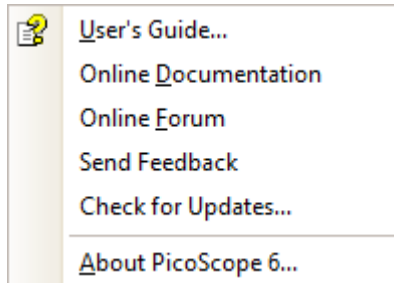 User's Guide...
Online Documentation
Online Forum
Send Feedback
Check for Updates...
About PicoScope 6...